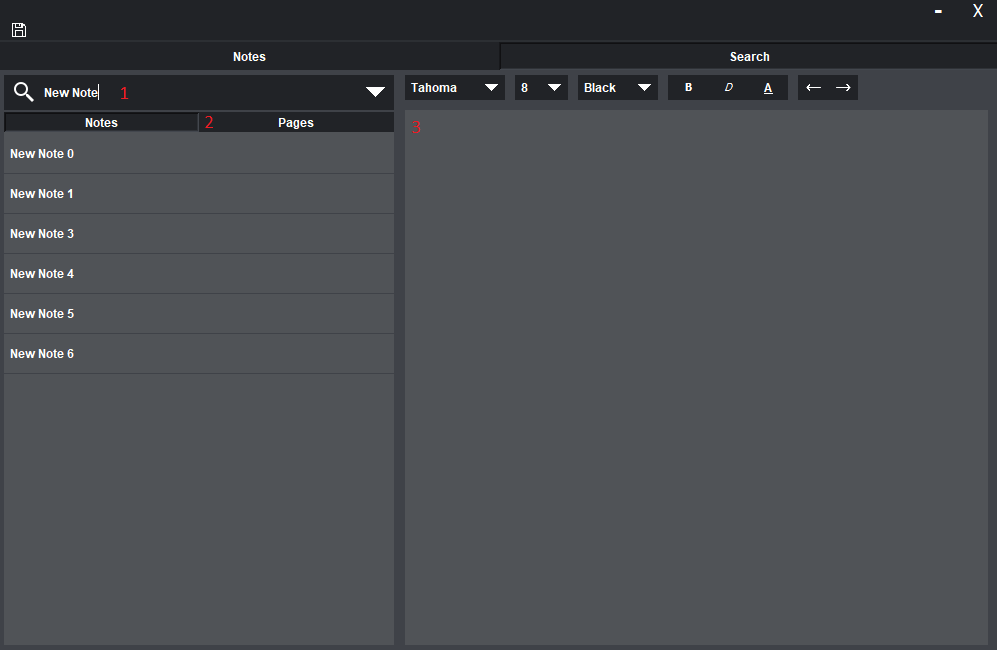 - X
Notes Search
New Note 1
Tahoma 8 Black B D A
Notes 2 Pages
3
New Note 0
New Note 1
New Note 3
New Note 4
New Note 5
New Note 6